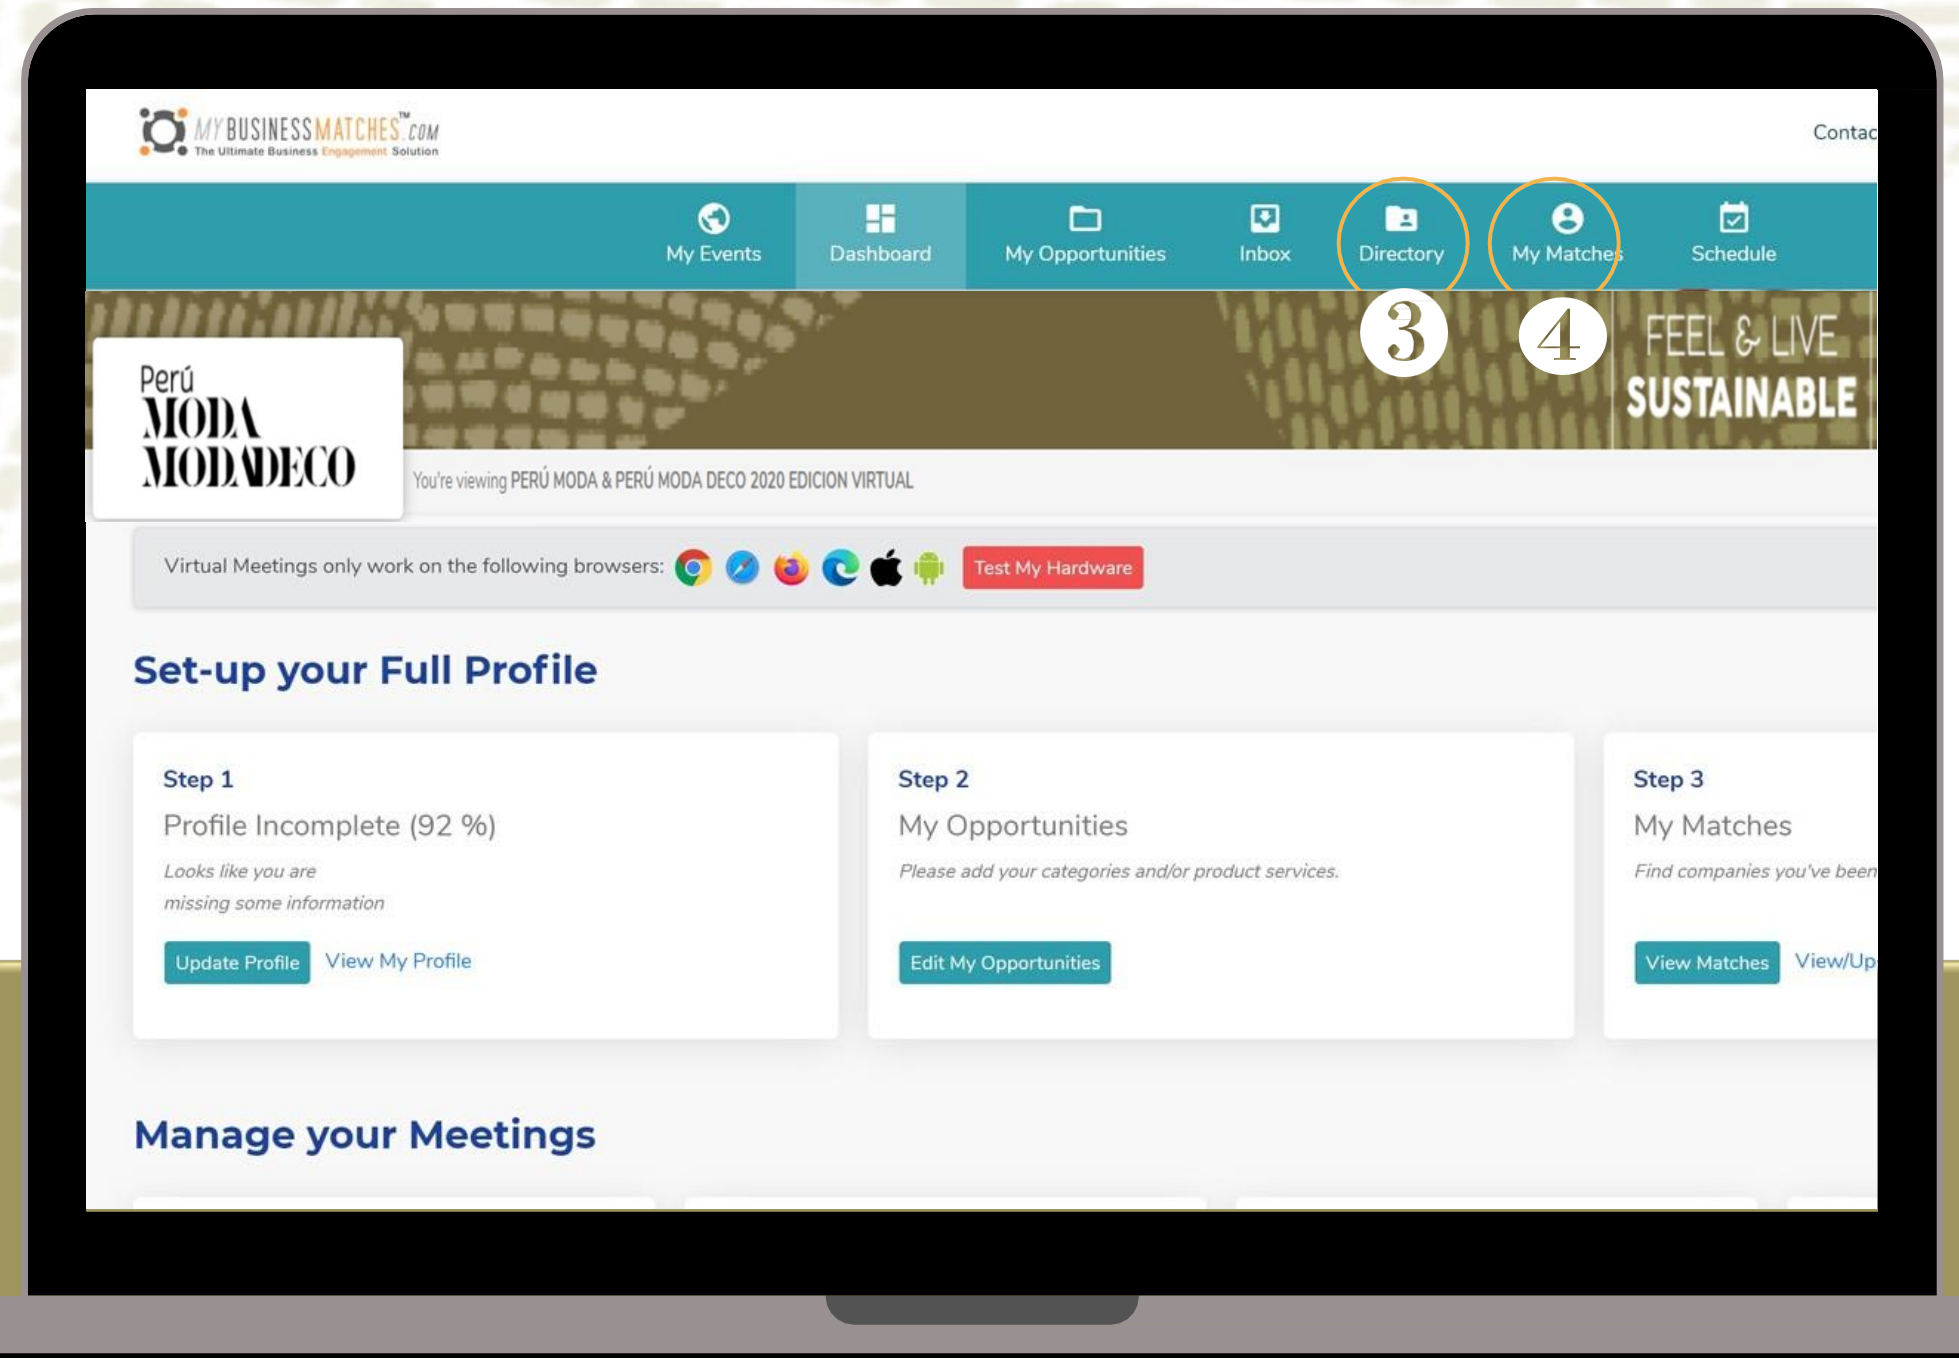 MYBUSINESSMATCHES.COM™
The Ultimate Business Engagement Solution
Contac
My Events
Dashboard
My Opportunities
Inbox
Directory
My Matches
Schedule
3
4
FEEL & LIVE
SUSTAINABLE
Perú
MODA
MODADECO
You're viewing PERÚ MODA & PERÚ MODA DECO 2020 EDICION VIRTUAL
Virtual Meetings only work on the following browsers:
Test My Hardware
Set-up your Full Profile
Step 1
Profile Incomplete (92 %)
Looks like you are
missing some information
Update Profile
View My Profile
Step 2
My Opportunities
Please add your categories and/or product services.
Edit My Opportunities
Step 3
My Matches
Find companies you've been
View Matches
View/Up
Manage your Meetings